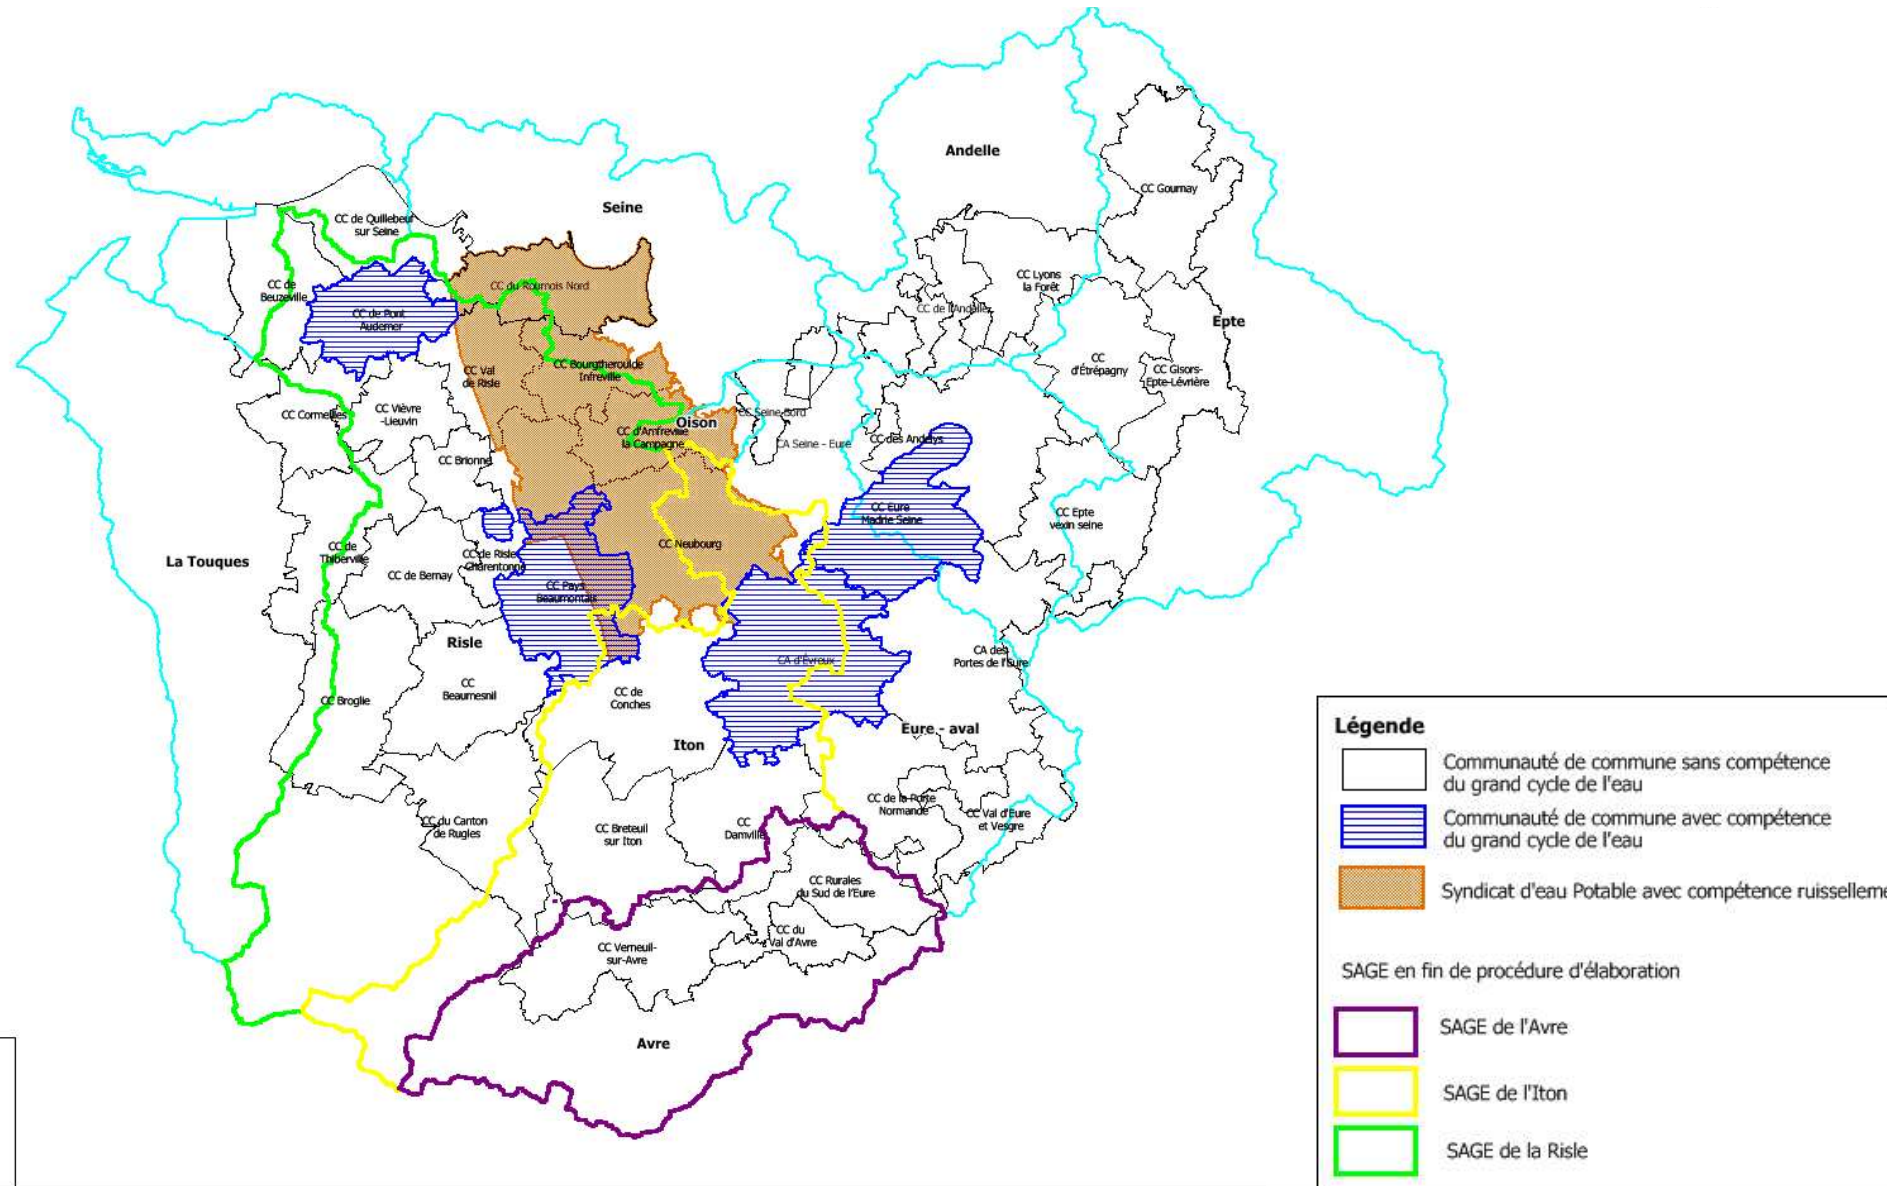 Andelle
CC Gournay
Seine
CC de Quillebeuf
sur Seine
CC de
Beuzeville
CC du Roumois Nord
CC Lyons
la Forêt
CC de l'Andelle
CC de Pont
Audemer
Epte
CC
d'Étrépagny
CC Gisors-
Epte-Lévrière
CC Val
de Risle
CC Bourgtheroulde
Infreville
CC Cormeilles
CC Vièvre
-Lieuvin
CC Seine-Bord
Oison
CC d'Amfreville
la Campagne
CA Seine - Eure
CC des Andelys
CC Brionne
CC Eure
Madrie Seine
CC Epte
vexin seine
CC Neubourg
La Touques
CC de
Thiberville
CC de Risle
Charentonne
CC de Bernay
CC Pays
Beaumontais
Risle
CA d'Évreux
CA des
Portes de l'Eure
CC
Beaumesnil
CC de
Conches
CC Broglie
Iton
Eure - aval
CC de la Porte
Normande
CC Val d'Eure
et Vesgre
CC du Canton
de Rugles
CC Breteuil
sur Iton
CC
Damville
CC Rurales
du Sud de l'Eure
CC du
Val d'Avre
CC Verneuil-
sur-Avre
Avre
Légende
Communauté de commune sans compétence
du grand cycle de l'eau
Communauté de commune avec compétence
du grand cycle de l'eau
Syndicat d'eau Potable avec compétence ruisselleme
SAGE en fin de procédure d'élaboration
SAGE de l'Avre
SAGE de l'Iton
SAGE de la Risle